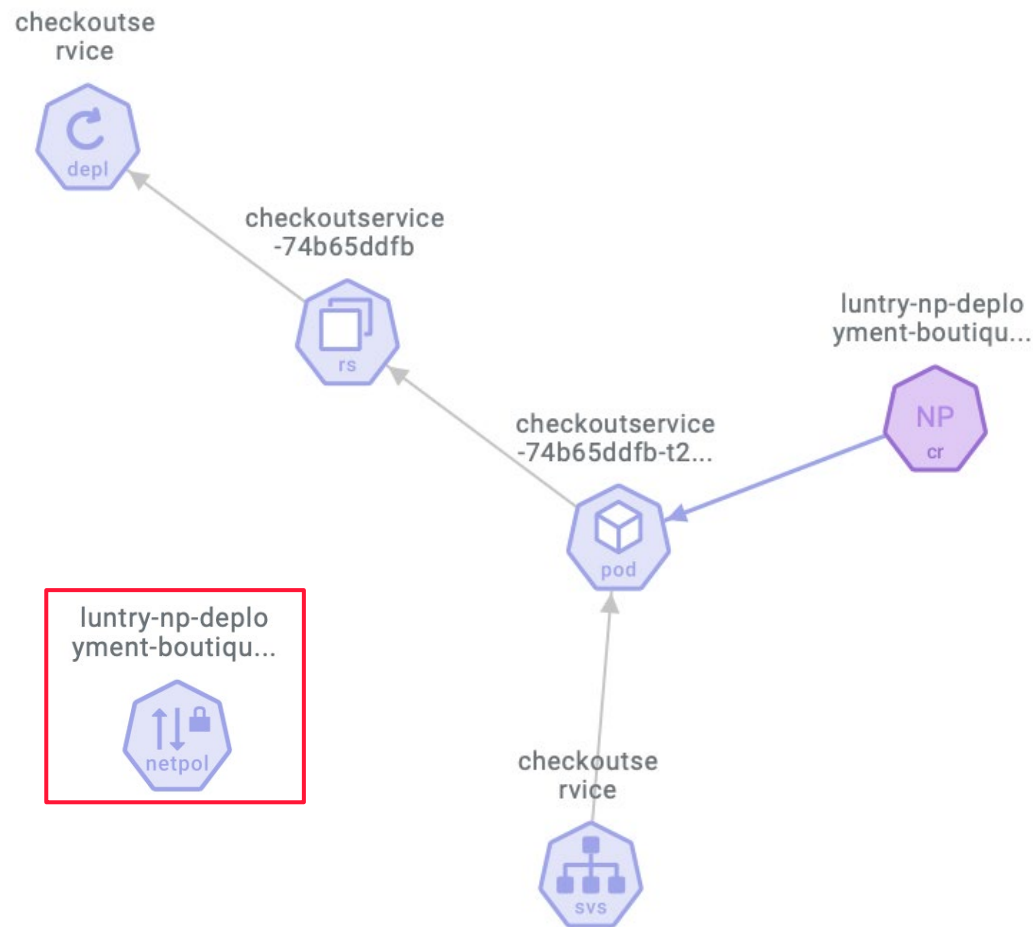 checkoutse
rvice
depl
checkoutservice
-74b65ddfb
rs
luntry-np-deplo
yment-boutiqu...
NP
cr
checkoutservice
-74b65ddfb-t2...
pod
luntry-np-deplo
yment-boutiqu...
netpol
checkoutse
rvice
svs